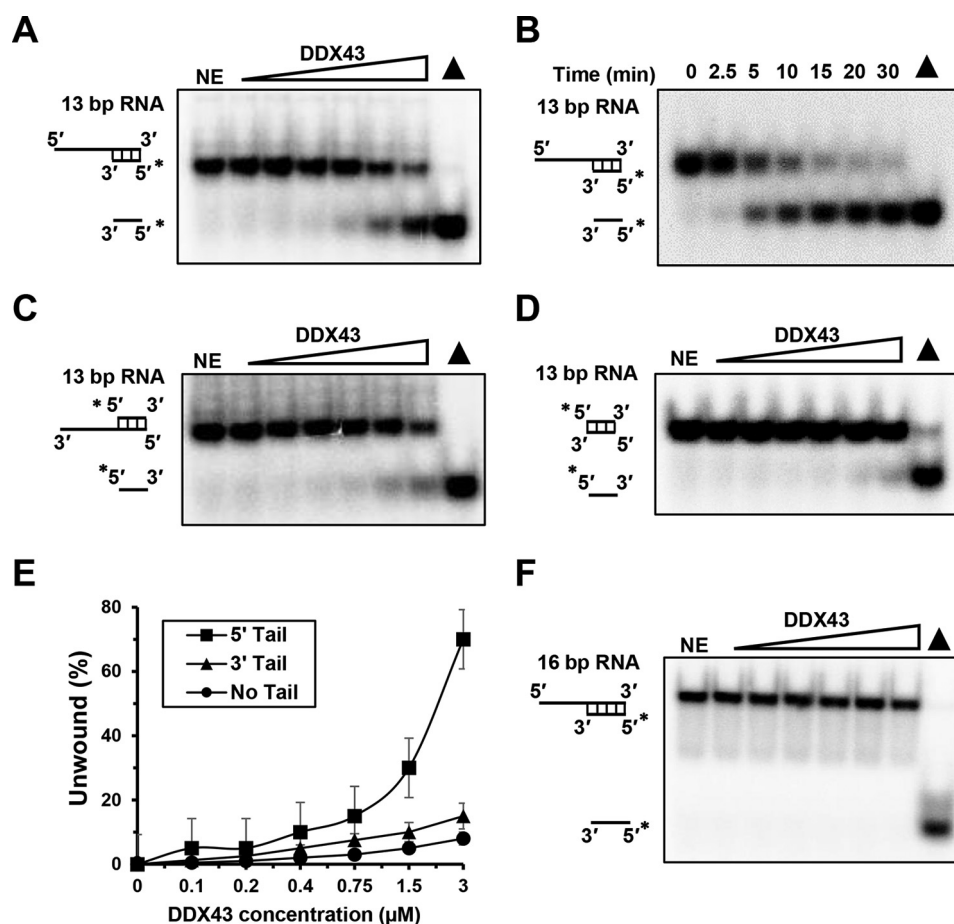 A
DDX43
NE
▲
13 bp RNA
5′ 3′
3′ 5′ *
3′ 5′ *
B
Time (min) 0 2.5 5 10 15 20 30 ▲
13 bp RNA
5′ 3′
3′ 5′ *
3′ 5′ *
C
DDX43
NE
▲
13 bp RNA
* 5′ 3′
3′ 5′
* 5′ 3′
D
DDX43
NE
▲
13 bp RNA
* 5′ 3′
3′ 5′
* 5′ 3′
E
80
60
40
20
0
Unwound (%)
5' Tail
3' Tail
No Tail
0 0.1 0.2 0.4 0.75 1.5 3
DDX43 concentration (µM)
F
DDX43
NE
▲
16 bp RNA
5′ 3′
3′ 5′ *
3′ 5′ *